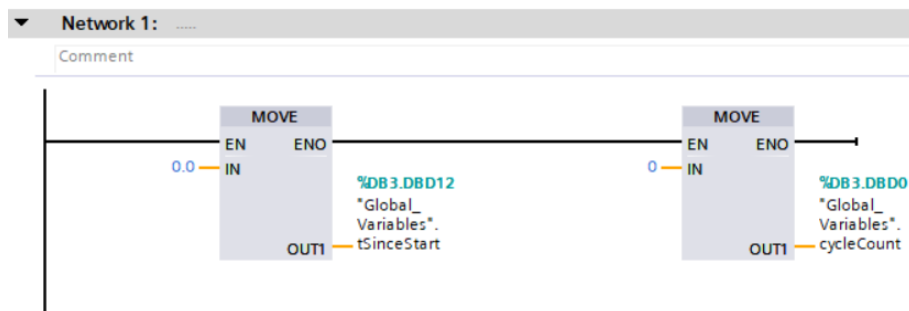 Network 1: .....
Comment
MOVE
EN ENO
0.0 IN
%DB3.DBD12
"Global_
Variables".
OUT1 tSinceStart
MOVE
EN ENO
0 IN
%DB3.DBD0
"Global_
Variables".
OUT1 cycleCount